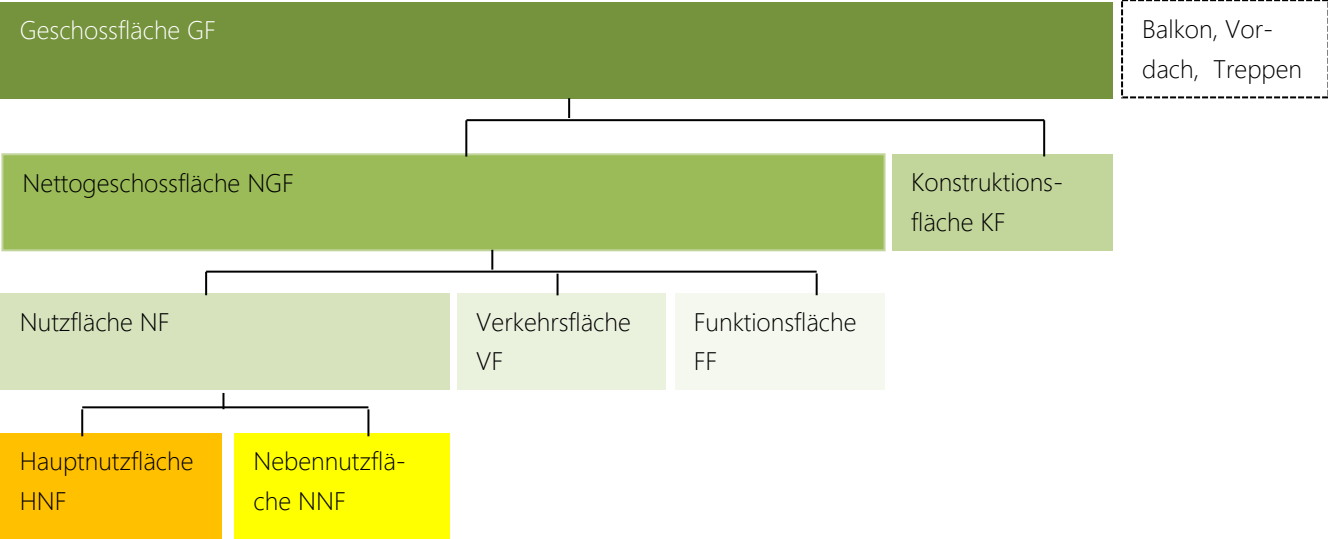 Geschossfläche GF
Balkon, Vor-
dach, Treppen
Nettogeschossfläche NGF
Konstruktions-
fläche KF
Nutzfläche NF
Verkehrsfläche
VF
Funktionsfläche
FF
Hauptnutzfläche
HNF
Nebennutzflä-
che NNF